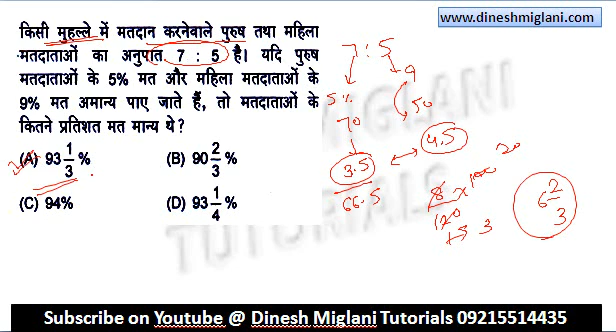 www.dineshmiglani.com
किसी मुहल्ले में मतदान करनेवाले पुरुष तथा महिला
मतदाताओं का अनुपात 7 : 5 है। यदि पुरुष
मतदाताओं के 5% मत और महिला मतदाताओं के
9% मत अमान्य पाए जाते हैं, तो मतदाताओं के
कितने प्रतिशत मत मान्य थे ?
(A) 93 1/3 %
(B) 90 2/3 %
(C) 94%
(D) 93 1/4 %
7 : 5
9
5%
50
70
3.5
4.5
66.5
8 x 100 20
120
15 3
6 2/3
MIGLANI
TUTORIALS
Subscribe on Youtube @ Dinesh Miglani Tutorials 09215514435